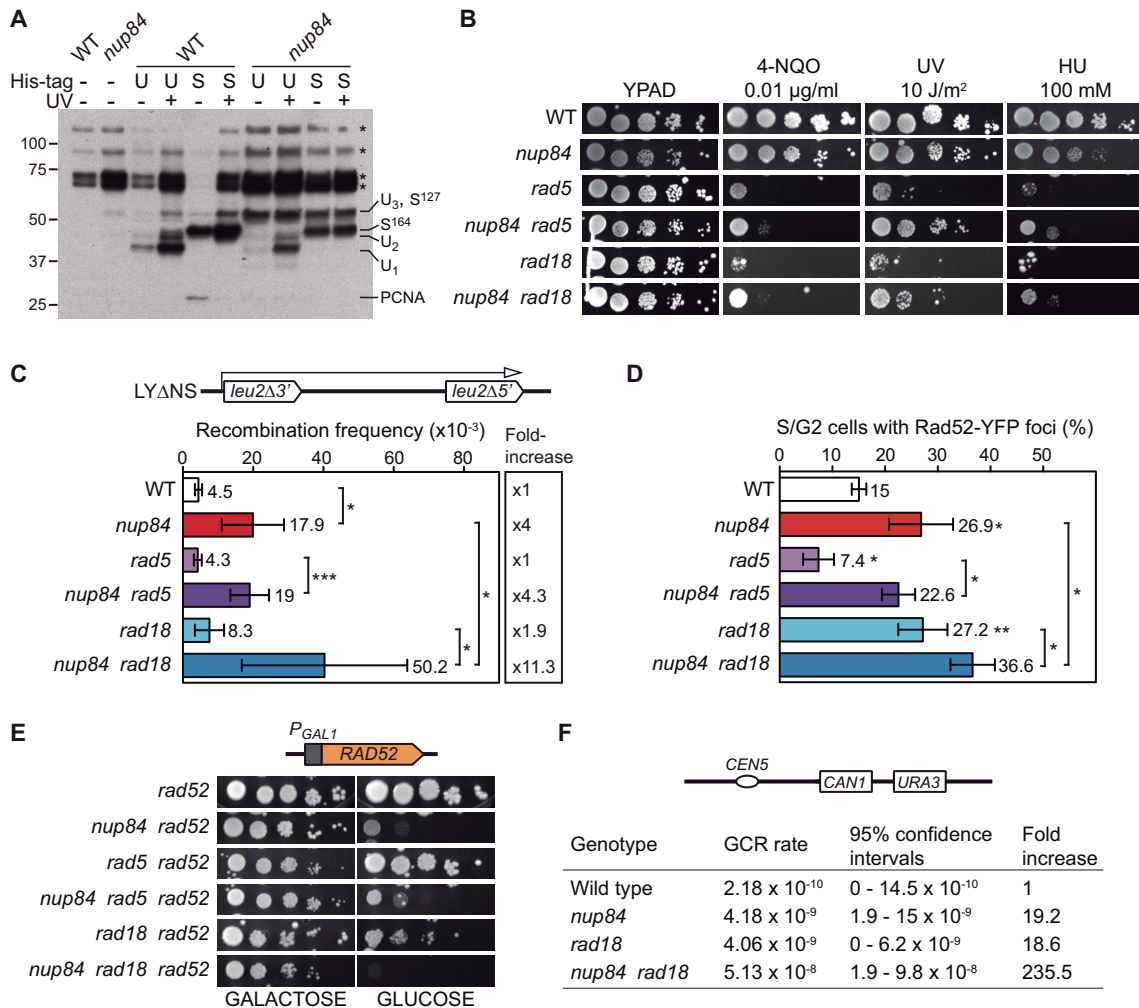 A
WT nup84 WT nup84
His-tag - - U U S S U U S S
UV - - - + - + - + - +
100
75
50
37
25
*
*
*
*
U3, S127
S164
U2
U1
PCNA
B
YPAD 4-NQO 0.01 µg/ml UV 10 J/m² HU 100 mM
WT
nup84
rad5
nup84 rad5
rad18
nup84 rad18
C
LYΔNS leu2Δ3' leu2Δ5'
Recombination frequency (x10⁻³) Fold-increase
0 20 40 60 80
WT 4.5 x1
*
nup84 17.9 x4
rad5 4.3 x1
***
nup84 rad5 19 x4.3
*
rad18 8.3 x1.9
*
nup84 rad18 50.2 x11.3
D
S/G2 cells with Rad52-YFP foci (%)
0 10 20 30 40 50
WT 15
nup84 26.9*
rad5 7.4 *
*
nup84 rad5 22.6
*
rad18 27.2 **
*
nup84 rad18 36.6
E
PGAL1
RAD52
rad52
nup84 rad52
rad5 rad52
nup84 rad5 rad52
rad18 rad52
nup84 rad18 rad52
GALACTOSE GLUCOSE
F
CEN5
CAN1 URA3
Genotype GCR rate 95% confidence intervals Fold increase
Wild type 2.18 x 10⁻¹⁰ 0 - 14.5 x 10⁻¹⁰ 1
nup84 4.18 x 10⁻⁹ 1.9 - 15 x 10⁻⁹ 19.2
rad18 4.06 x 10⁻⁹ 0 - 6.2 x 10⁻⁹ 18.6
nup84 rad18 5.13 x 10⁻⁸ 1.9 - 9.8 x 10⁻⁸ 235.5